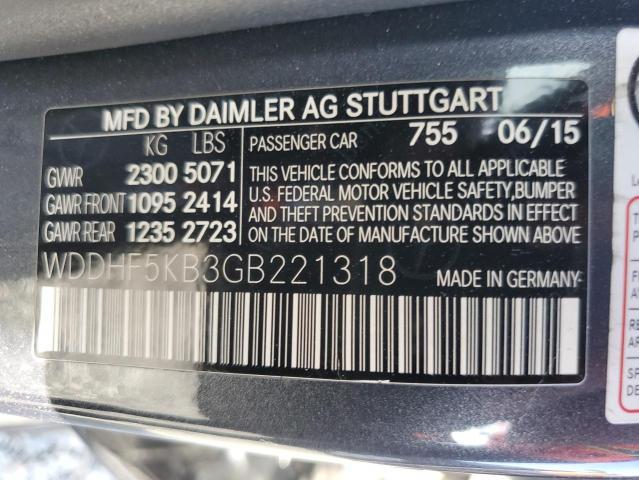 MFD BY DAIMLER AG STUTTGART
KG LBS
GVWR 2300 5071
GAWR FRONT 1095 2414
GAWR REAR 1235 2723
PASSENGER CAR 755 06/15
THIS VEHICLE CONFORMS TO ALL APPLICABLE
U.S. FEDERAL MOTOR VEHICLE SAFETY, BUMPER
AND THEFT PREVENTION STANDARDS IN EFFECT
ON THE DATE OF MANUFACTURE SHOWN ABOVE
WDDHF5KB3GB221318 MADE IN GERMANY